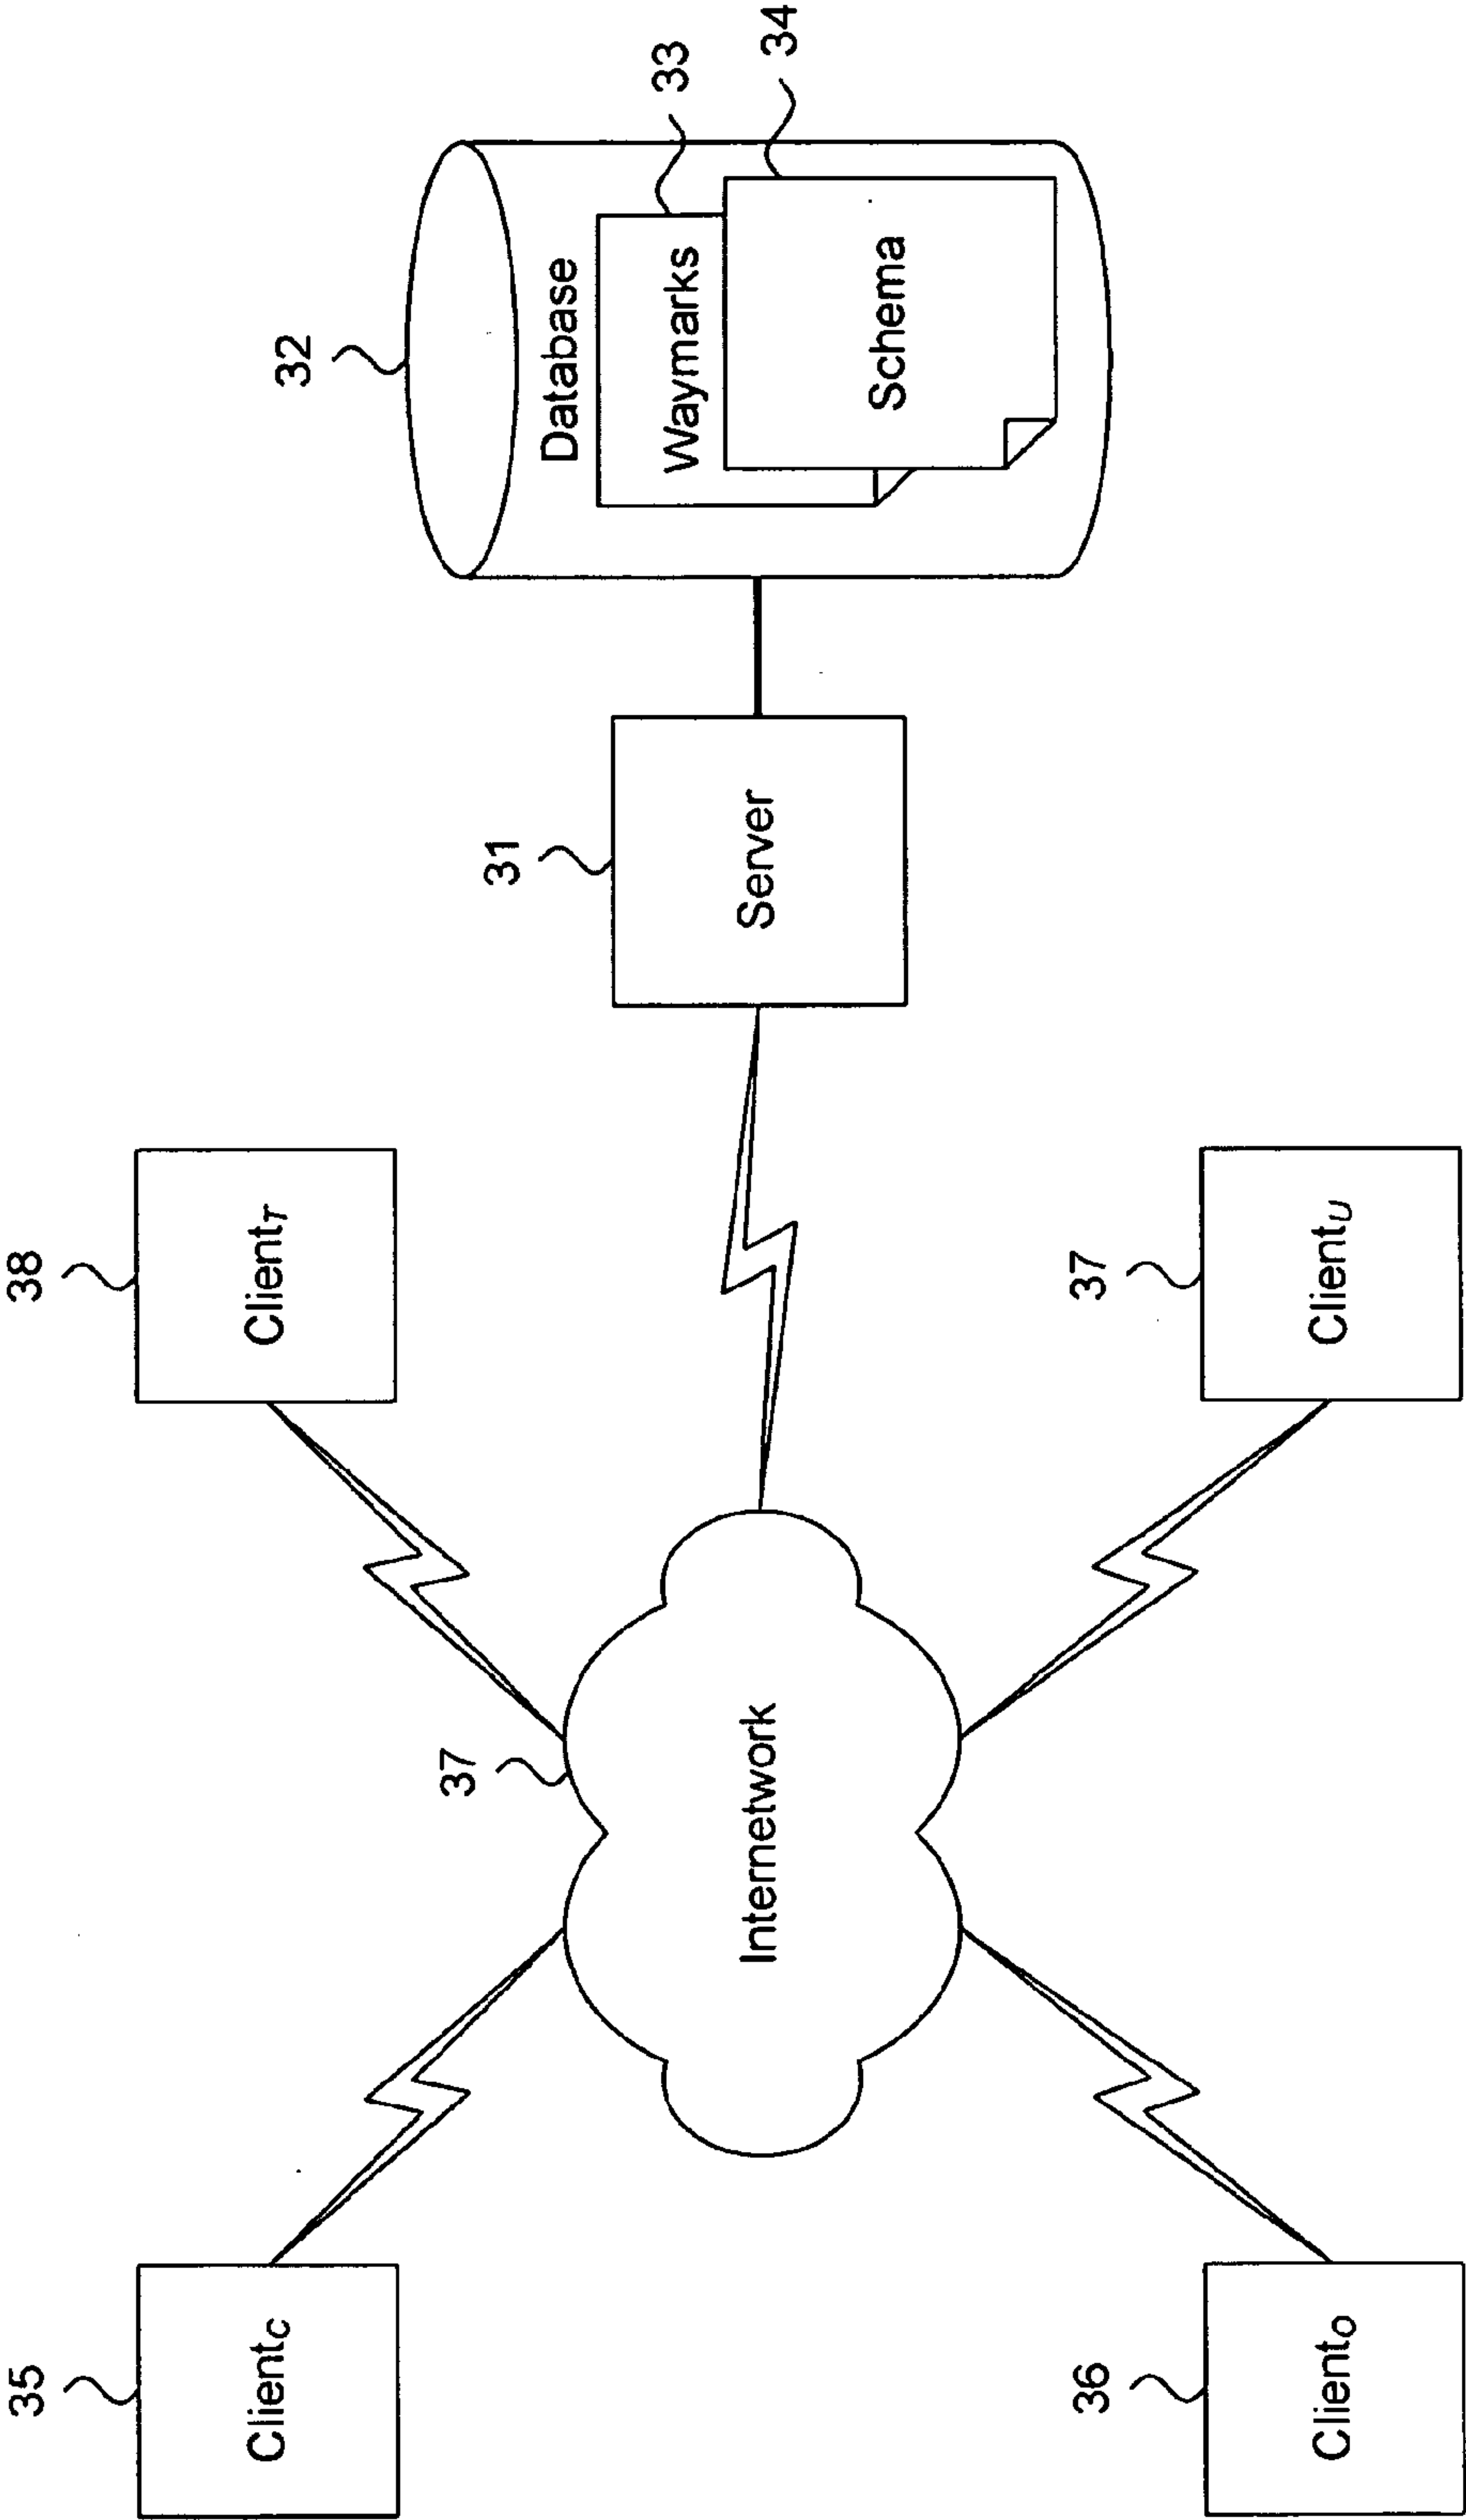 35
38
Clientc
ClientT
32
37
31
Database
33
Waymarks
34
Internetwork
Server
Schema
36
37
Cliento
Clientu